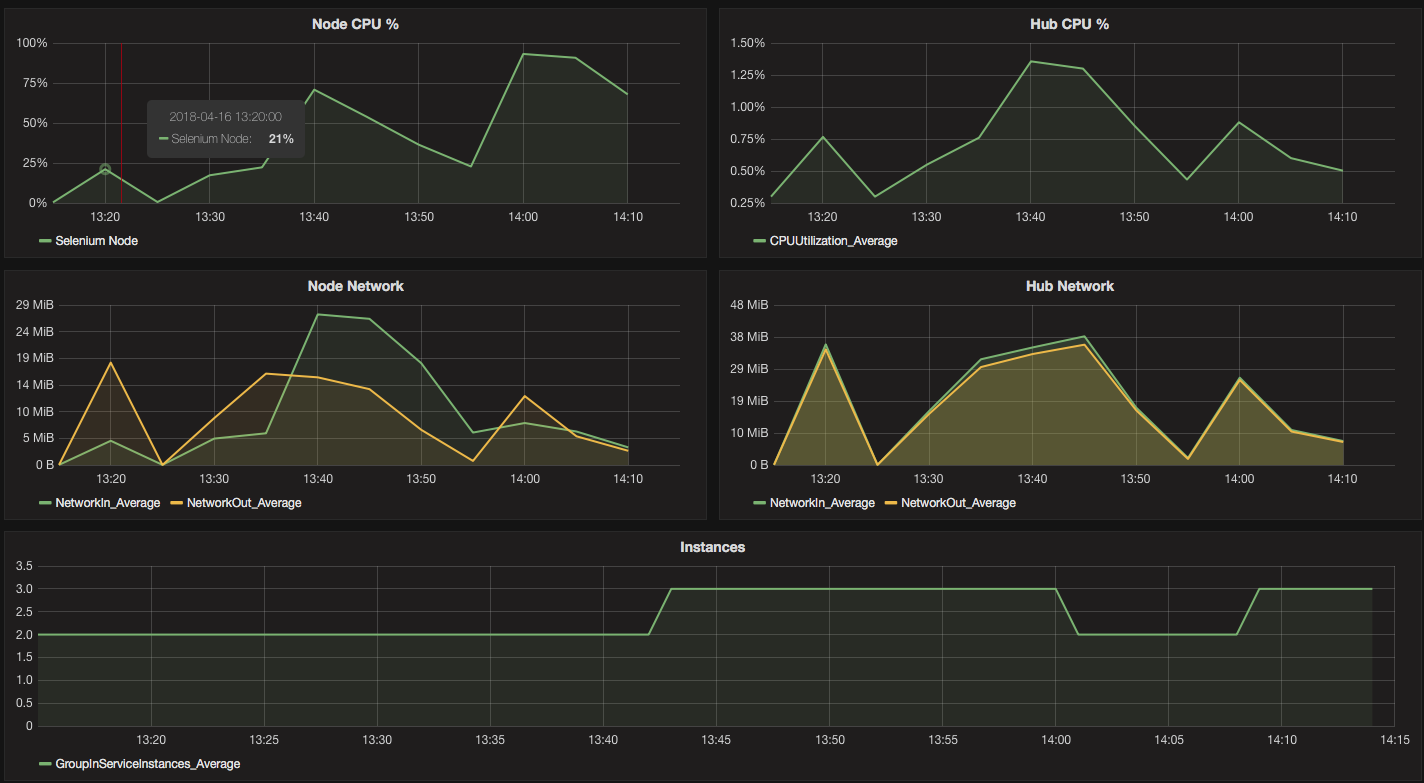 Node CPU %
100%
75%
50%
25%
0%
2018-04-16 13:20:00
Selenium Node: 21%
13:20 13:30 13:40 13:50 14:00 14:10
Selenium Node
Hub CPU %
1.50%
1.25%
1.00%
0.75%
0.50%
0.25%
13:20 13:30 13:40 13:50 14:00 14:10
CPUUtilization_Average
Node Network
29 MiB
24 MiB
19 MiB
14 MiB
10 MiB
5 MiB
0 B
13:20 13:30 13:40 13:50 14:00 14:10
NetworkIn_Average NetworkOut_Average
Hub Network
48 MiB
38 MiB
29 MiB
19 MiB
10 MiB
0 B
13:20 13:30 13:40 13:50 14:00 14:10
NetworkIn_Average NetworkOut_Average
Instances
3.5
3.0
2.5
2.0
1.5
1.0
0.5
0
13:20 13:25 13:30 13:35 13:40 13:45 13:50 13:55 14:00 14:05 14:10 14:15
GroupInServiceInstances_Average